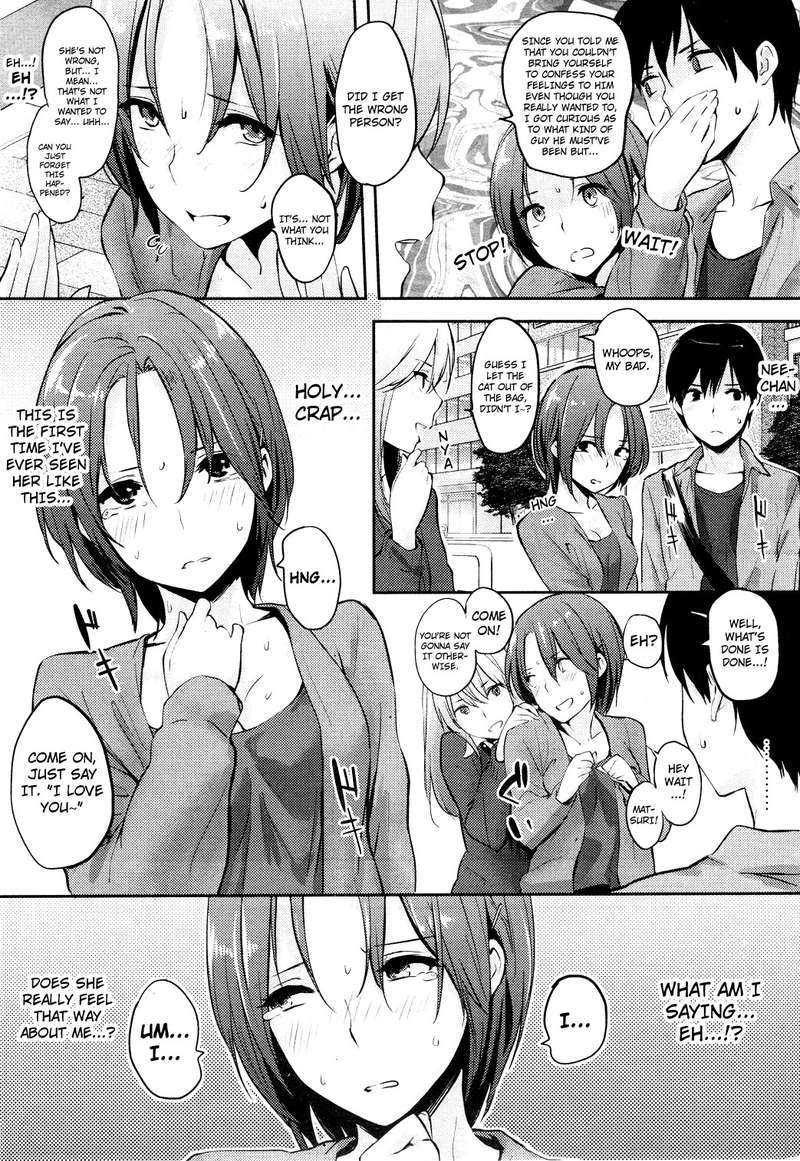 SINCE YOU TOLD ME
THAT YOU COULDN'T
BRING YOURSELF
TO CONFESS YOUR
FEELINGS TO HIM
EVEN THOUGH YOU
REALLY WANTED TO,
I GOT CURIOUS AS
TO WHAT KIND OF
GUY HE MUST'VE
BEEN BUT...
WAIT!
STOP!
DID I GET
THE WRONG
PERSON?
IT'S... NOT
WHAT YOU
THINK...
SHE'S NOT
WRONG,
BUT... I
MEAN...
THAT'S NOT
WHAT I
WANTED TO
SAY... UHH...
EH...!
EH
...!?
CAN YOU
JUST
FORGET
THIS
HAP-
PENED?
NEE-
CHAN
...
WHOOPS,
MY BAD.
GUESS I
LET THE
CAT OUT OF
THE BAG,
DIDN'T I~?
NYA
HNG
...
HOLY...
CRAP...
THIS IS
THE FIRST
TIME I'VE
EVER SEEN
HER LIKE
THIS...
HNG...
COME ON,
JUST SAY
IT. "I LOVE
YOU~"
WELL,
WHAT'S
DONE IS
DONE...!
EH?
COME
ON!
YOU'RE NOT
GONNA
SAY IT
OTHER-
WISE.
HEY
WAIT
...!
MAT-
SURI!
WHAT AM I
SAYING...
EH...!?
I...
UM...
I...
DOES SHE
REALLY FEEL
THAT WAY
ABOUT ME...?